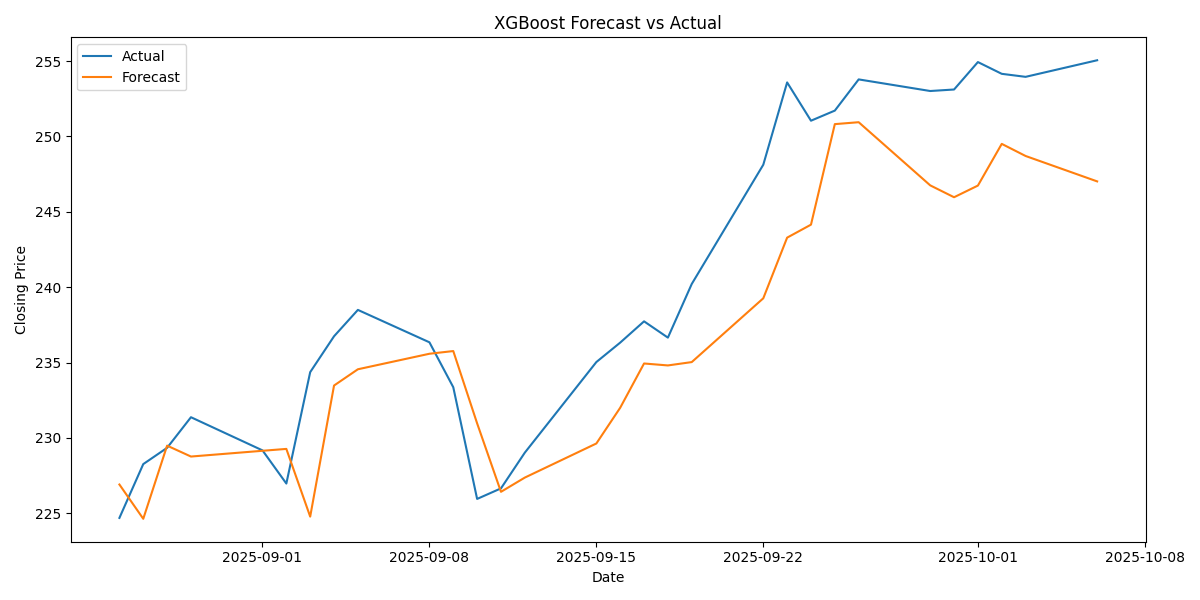 XGBoost Forecast vs Actual
Actual
Forecast
255
250
245
240
235
230
225
Closing Price
2025-09-01
2025-09-08
2025-09-15
2025-09-22
2025-10-01
2025-10-08
Date